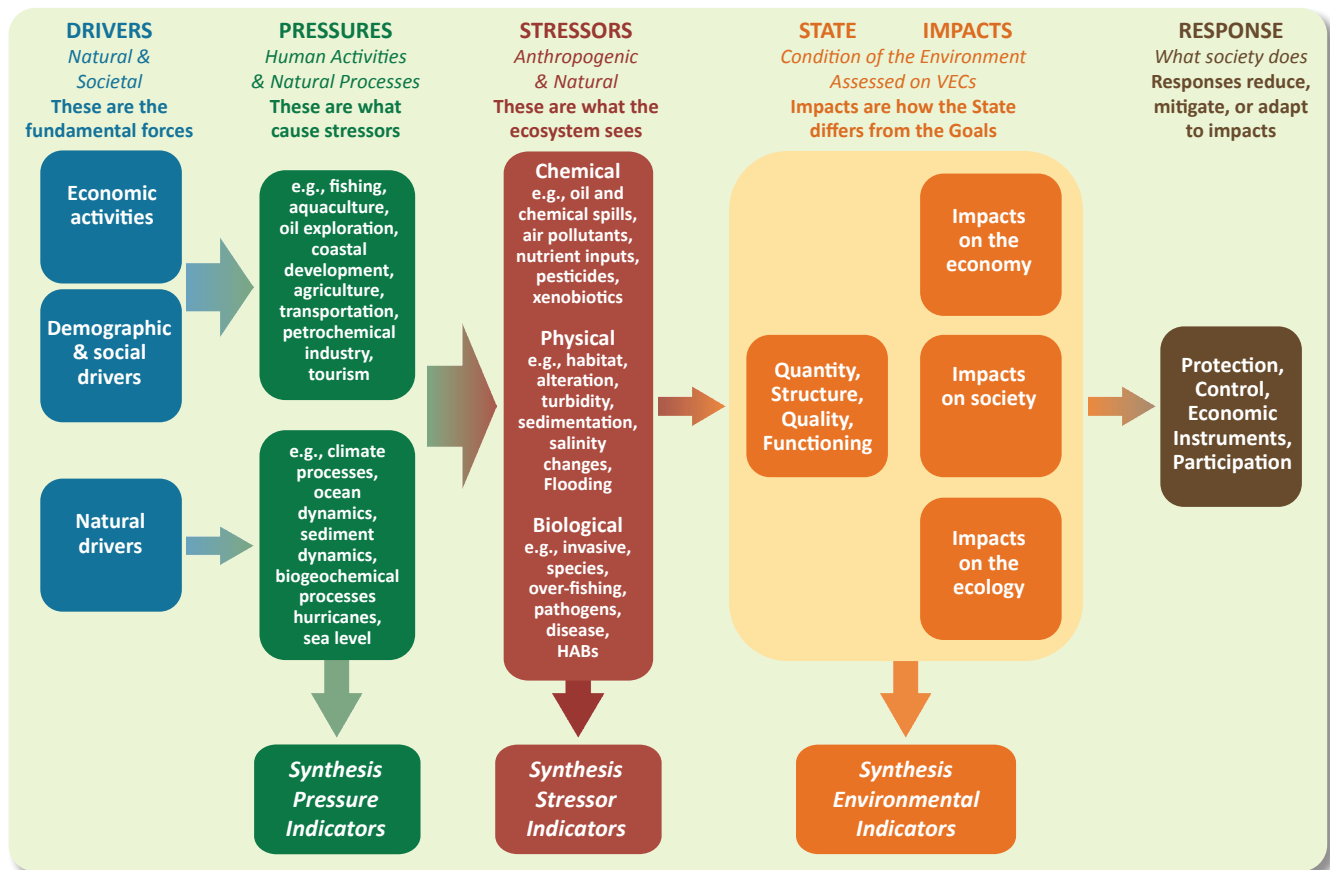 DRIVERS
Natural &
Societal
These are the
fundamental forces
Economic
activities
Demographic
& social
drivers
Natural
drivers
PRESSURES
Human Activities
& Natural Processes
These are what
cause stressors
e.g., fishing,
aquaculture,
oil exploration,
coastal
development,
agriculture,
transportation,
petrochemical
industry,
tourism
e.g., climate
processes,
ocean
dynamics,
sediment
dynamics,
biogeochemical
processes
hurricanes,
sea level
Synthesis
Pressure
Indicators
STRESSORS
Anthropogenic
& Natural
These are what the
ecosystem sees
Chemical
e.g., oil and
chemical spills,
air pollutants,
nutrient inputs,
pesticides,
xenobiotics
Physical
e.g., habitat,
alteration,
turbidity,
sedimentation,
salinity
changes,
Flooding
Biological
e.g., invasive,
species,
over-fishing,
pathogens,
disease,
HABs
Synthesis
Stressor
Indicators
STATE IMPACTS
Condition of the Environment
Assessed on VECs
Impacts are how the State
differs from the Goals
Quantity,
Structure,
Quality,
Functioning
Impacts
on the
economy
Impacts
on society
Impacts
on the
ecology
Synthesis
Environmental
Indicators
RESPONSE
What society does
Responses reduce,
mitigate, or adapt
to impacts
Protection,
Control,
Economic
Instruments,
Participation